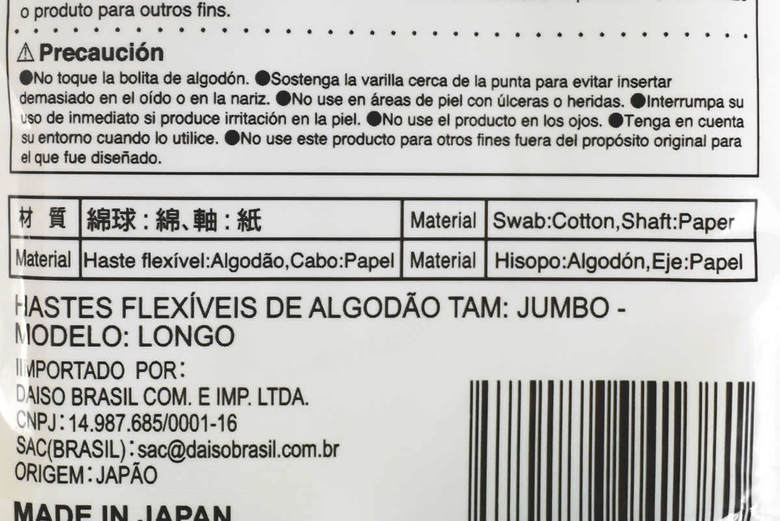 o produto para outros fins.
⚠ Precaución
●No toque la bolita de algodón. ●Sostenga la varilla cerca de la punta para evitar insertar
demasiado en el oído o en la nariz. ●No use en áreas de piel con úlceras o heridas. ●Interrumpa su
uso de inmediato si produce irritación en la piel. ●No use el producto en los ojos. ●Tenga en cuenta
su entorno cuando lo utilice. ●No use este producto para otros fines fuera del propósito original para
el que fue diseñado.
材 質 綿球:綿、軸:紙 Material Swab:Cotton,Shaft:Paper
Material Haste flexível:Algodão,Cabo:Papel Material Hisopo:Algodón,Eje:Papel
HASTES FLEXÍVEIS DE ALGODÃO TAM: JUMBO -
MODELO: LONGO
IMPORTADO POR:
DAISO BRASIL COM. E IMP. LTDA.
CNPJ:14.987.685/0001-16
SAC(BRASIL):sac@daisobrasil.com.br
ORIGEM:JAPÃO
MADE IN JAPAN